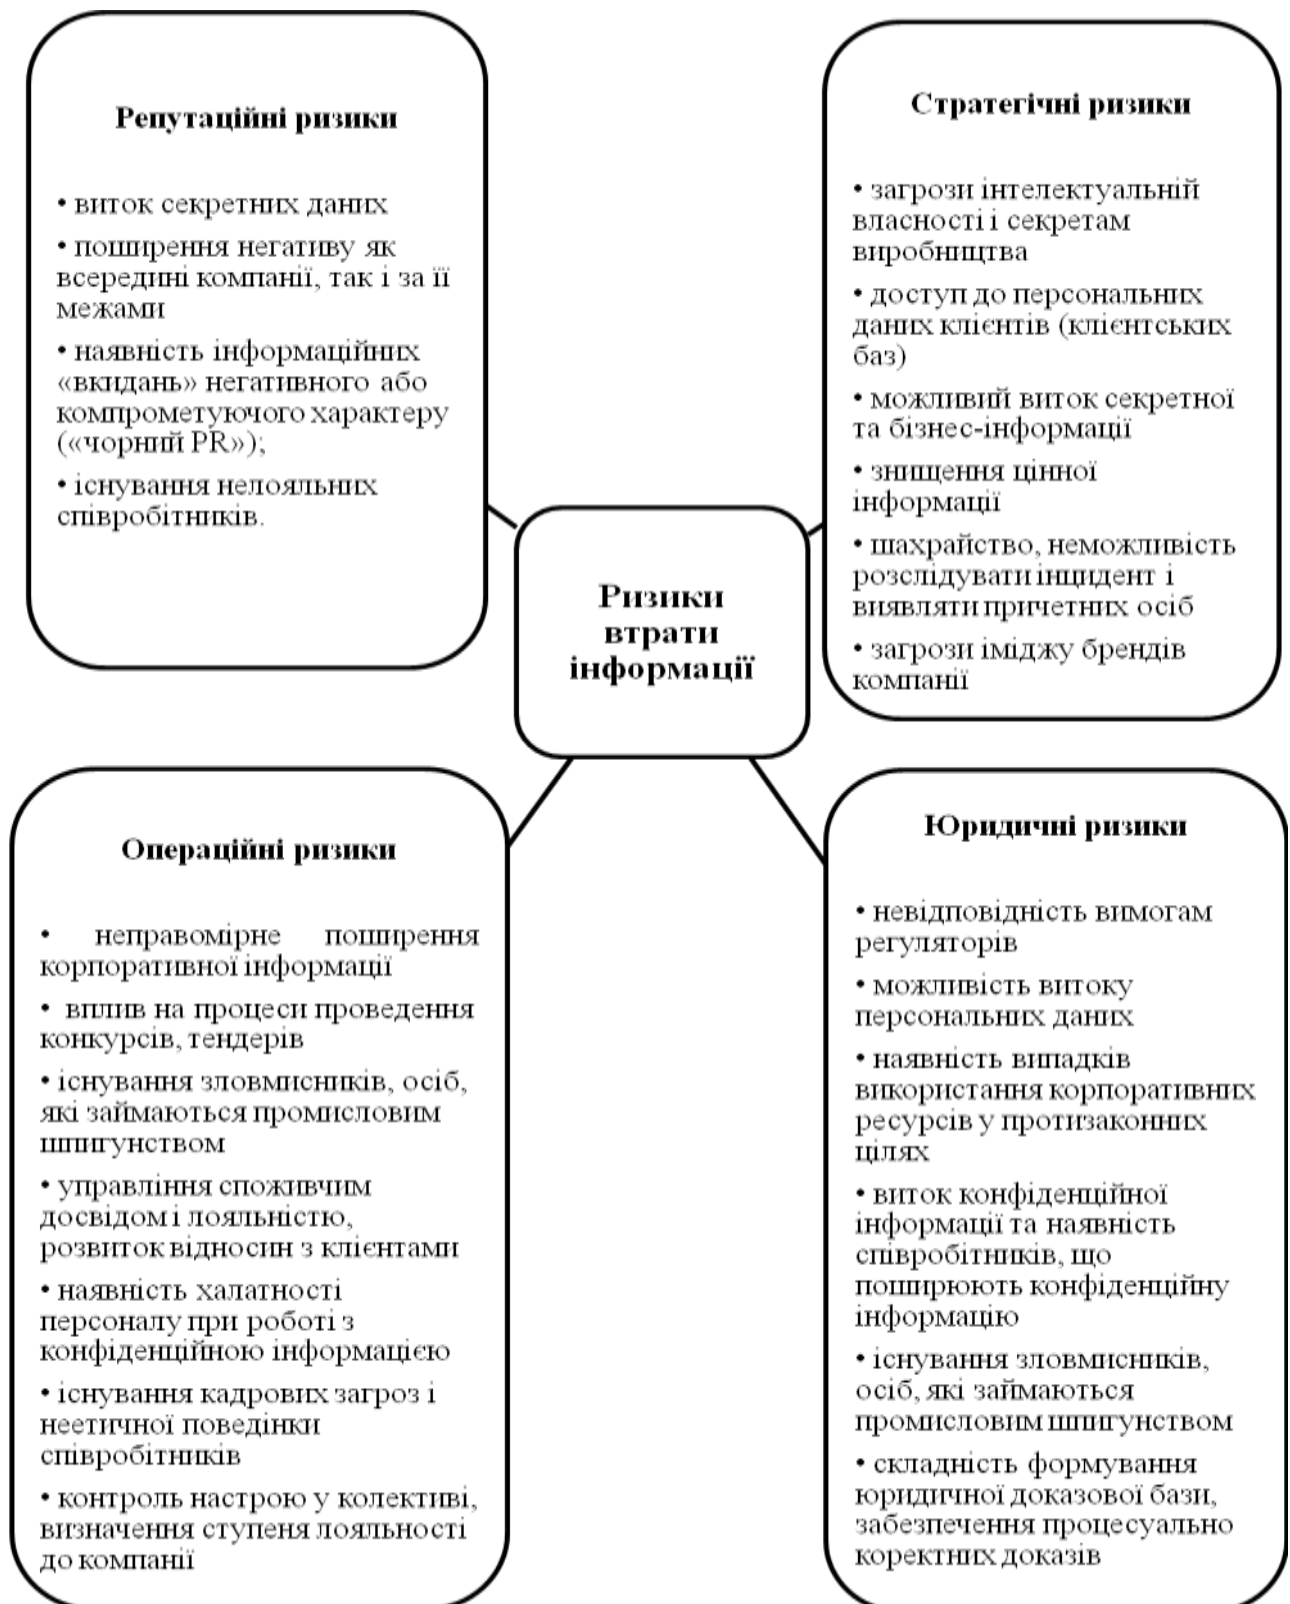 Репутаційні ризики
• виток секретних даних
• поширення негативу як
всередині компанії, так і за її
межами
• наявність інформаційних
«вкидань» негативного або
компрометуючого характеру
(«чорний PR»);
• існування нелояльних
співробітників.
Стратегічні ризики
• загрози інтелектуальній
власності і секретам
виробництва
• доступ до персональних
даних клієнтів (клієнтських
баз)
• можливий виток секретної
та бізнес-інформації
• знищення цінної
інформації
• шахрайство, неможливість
розслідувати інцидент і
виявляти причетних осіб
• загрози іміджу брендів
компанії
Ризики
втрати
інформації
Операційні ризики
• неправомірне поширення
корпоративної інформації
• вплив на процеси проведення
конкурсів, тендерів
• існування зловмисників, осіб,
які займаються промисловим
шпигунством
• управління споживчим
досвідом і лояльністю,
розвиток відносин з клієнтами
• наявність халатності
персоналу при роботі з
конфіденційною інформацією
• існування кадрових загроз і
неетичної поведінки
співробітників
• контроль настрою у колективі,
визначення ступеня лояльності
до компанії
Юридичні ризики
• невідповідність вимогам
регуляторів
• можливість витоку
персональних даних
• наявність випадків
використання корпоративних
ресурсів у протизаконних
цілях
• виток конфіденційної
інформації та наявність
співробітників, що
поширюють конфіденційну
інформацію
• існування зловмисників,
осіб, які займаються
промисловим шпигунством
• складність формування
юридичної доказової бази,
забезпечення процесуально
коректних доказів